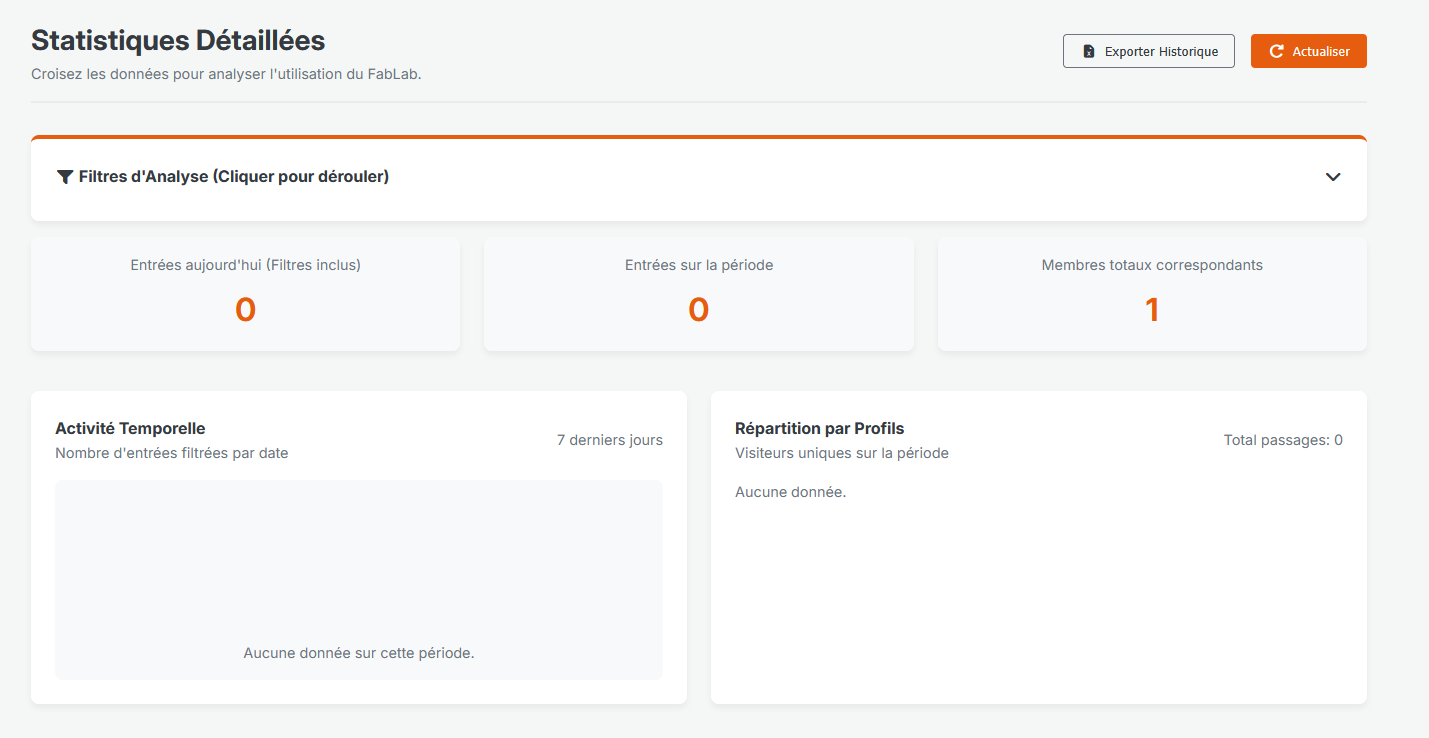 Statistiques Détaillées
Croisez les données pour analyser l'utilisation du FabLab.
Exporter Historique
Actualiser
Filtres d'Analyse (Cliquer pour dérouler)
Entrées aujourd'hui (Filtres inclus)
0
Entrées sur la période
0
Membres totaux correspondants
1
Activité Temporelle
Nombre d'entrées filtrées par date
7 derniers jours
Aucune donnée sur cette période.
Répartition par Profils
Visiteurs uniques sur la période
Total passages: 0
Aucune donnée.